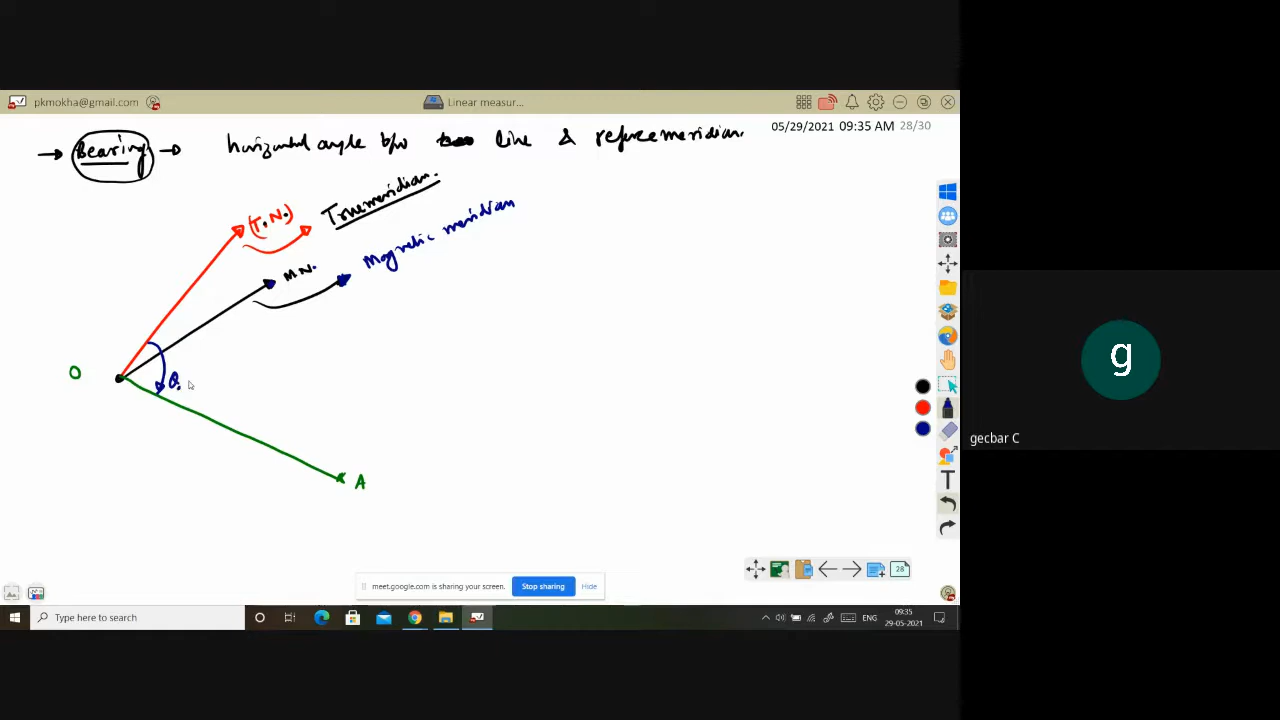 pkmokha@gmail.com
Linear measur...
05/29/2021 09:35 AM 28/30
Bearing → horizontal angle b/w line & reference meridian.
(T.N.) True meridian.
M.N. Magnetic meridian
O
θ.
A
g
gecbar C
T
28
meet.google.com is sharing your screen. Stop sharing Hide
Type here to search
ENG
09:35
29-05-2021